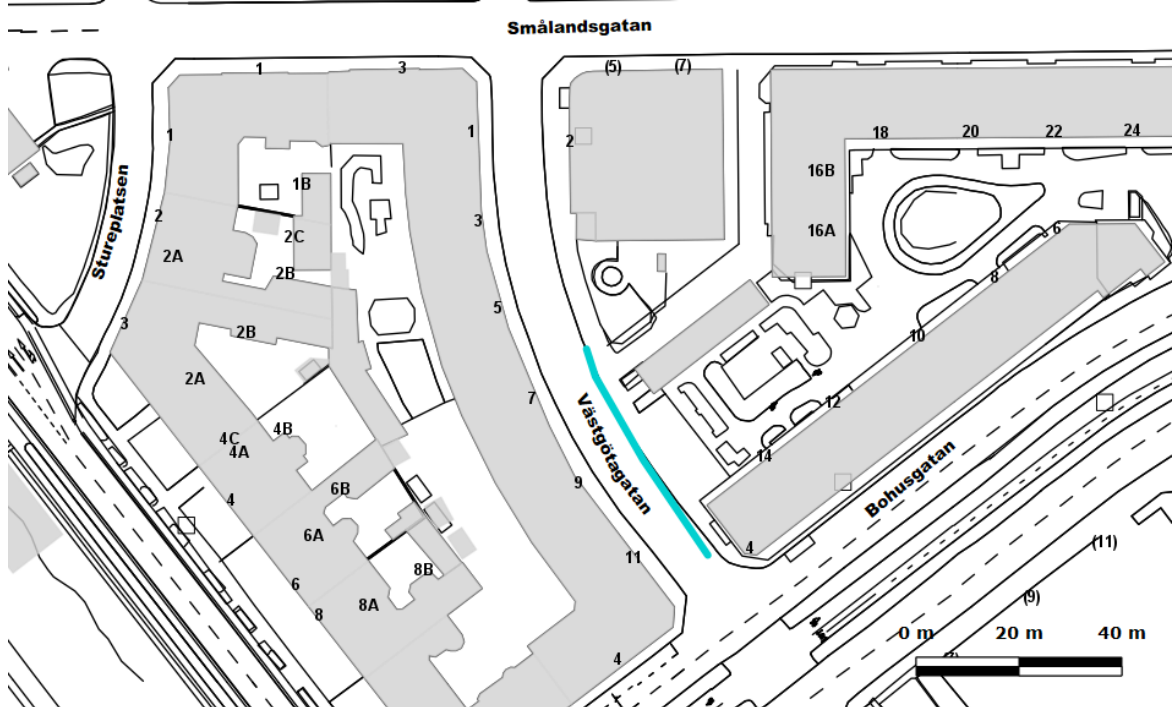 Smålandsgatan
1
3
(5)
(7)
1
1
2
18
20
22
24
1B
16B
2
3
2C
16A
6
Stureplatsen
2A
2B
8
3
5
2B
10
2A
7
12
4B
4C
4A
Västgötagatan
14
Bohusgatan
9
6B
4
6A
4
(11)
11
8B
6
8A
8
(9)
0 m 20 m 40 m
4